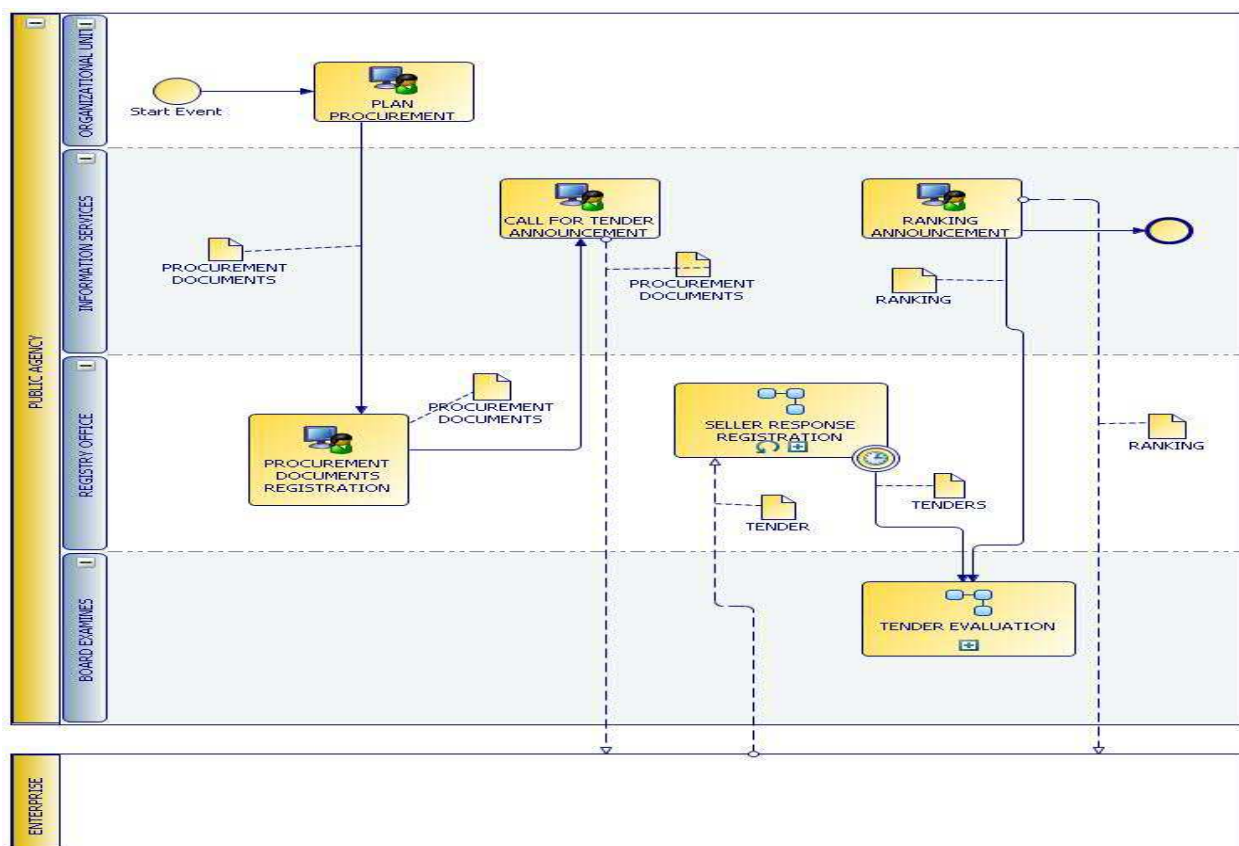 PUBLIC AGENCY
ORGANIZATIONAL UNIT
Start Event
PLAN
PROCUREMENT
INFORMATION SERVICES
PROCUREMENT
DOCUMENTS
CALL FOR TENDER
ANNOUNCEMENT
PROCUREMENT
DOCUMENTS
RANKING
ANNOUNCEMENT
RANKING
REGISTRY OFFICE
PROCUREMENT
DOCUMENTS
REGISTRATION
PROCUREMENT
DOCUMENTS
SELLER RESPONSE
REGISTRATION
TENDER
TENDERS
RANKING
BOARD EXAMINES
TENDER EVALUATION
ENTERPRISE